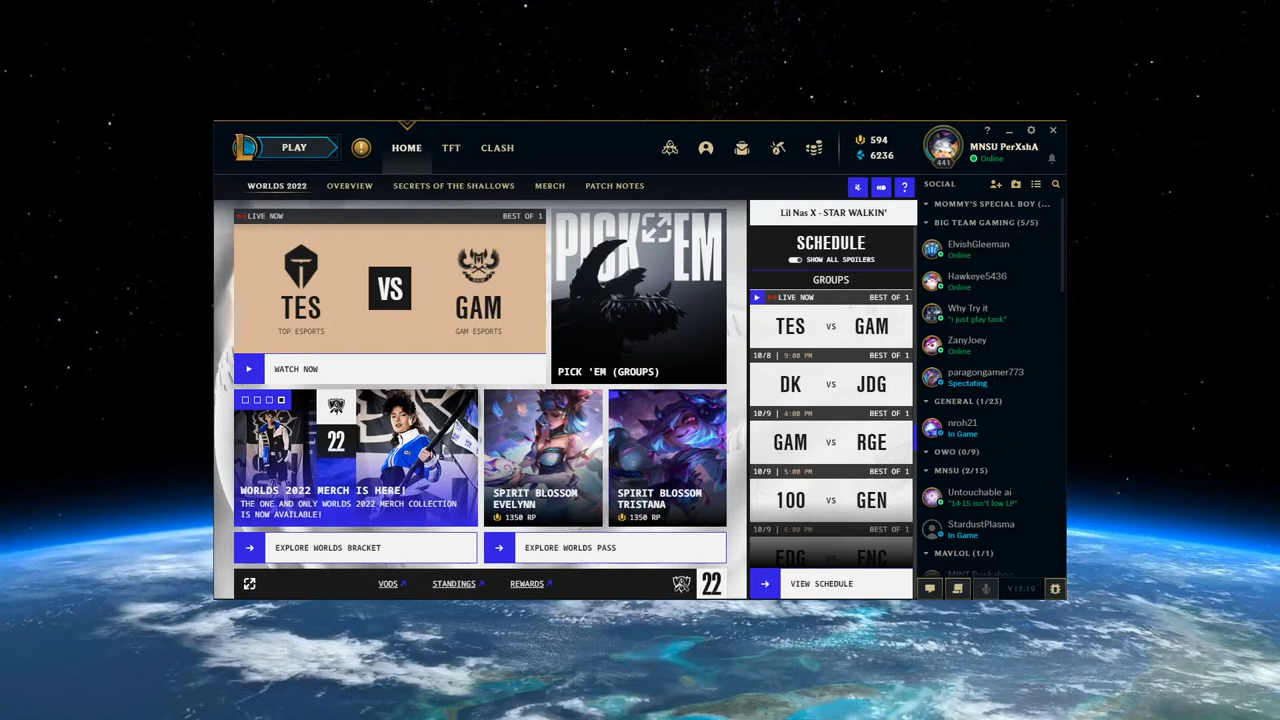 PLAY
HOME
TFT
CLASH
594
6236
?
441
MNSU PerXshA
Online
WORLDS 2022
OVERVIEW
SECRETS OF THE SHALLOWS
MERCH
PATCH NOTES
?
LIVE NOW
BEST OF 1
TES
TOP ESPORTS
VS
GAM
GAM ESPORTS
WATCH NOW
PICK 'EM
PICK 'EM (GROUPS)
22
WORLDS 2022 MERCH IS HERE!
THE ONE AND ONLY WORLDS 2022 MERCH COLLECTION
IS NOW AVAILABLE!
SPIRIT BLOSSOM
EVELYNN
1350 RP
SPIRIT BLOSSOM
TRISTANA
1350 RP
EXPLORE WORLDS BRACKET
EXPLORE WORLDS PASS
VODS
STANDINGS
REWARDS
22
Lil Nas X - STAR WALKIN'
SCHEDULE
SHOW ALL SPOILERS
GROUPS
LIVE NOW
BEST OF 1
TES VS GAM
10/8 | 9:00 PM
BEST OF 1
DK VS JDG
10/9 | 4:00 PM
BEST OF 1
GAM VS RGE
10/9 | 5:00 PM
BEST OF 1
100 VS GEN
10/9 | 6:00 PM
BEST OF 1
EDG VS FNC
VIEW SCHEDULE
SOCIAL
MOMMY'S SPECIAL BOY (...
BIG TEAM GAMING (5/5)
ElvishGleeman
Online
Hawkeye5436
Online
Why Try it
"i just play tank"
ZanyJoey
Online
paragongamer773
Spectating
GENERAL (1/23)
nroh21
In Game
OWO (0/9)
MNSU (2/15)
Untouchable ai
"14-15 isn't low LP"
StardustPlasma
In Game
MAVLOL (1/1)
V12.19